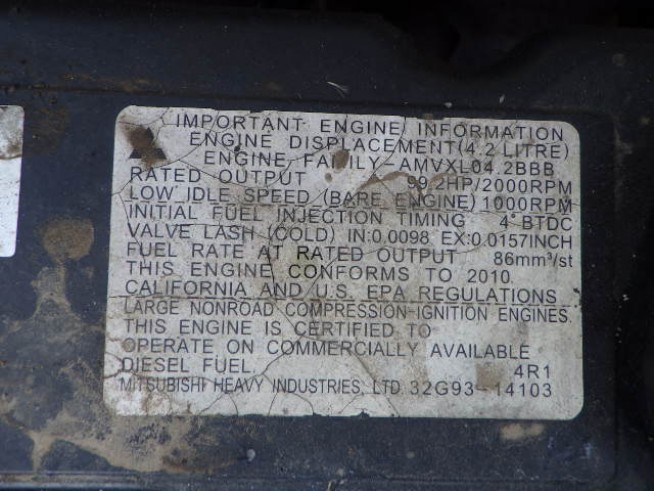 IMPORTANT ENGINE INFORMATION
ENGINE DISPLACEMENT(4.2 LITRE)
ENGINE FAMILY AMVXL04.2BBB
RATED OUTPUT 99.2HP/2000RPM
LOW IDLE SPEED (BARE ENGINE) 1000RPM
INITIAL FUEL INJECTION TIMING 4°BTDC
VALVE LASH (COLD) IN:0.0098 EX:0.0157INCH
FUEL RATE AT RATED OUTPUT 86mm³/st
THIS ENGINE CONFORMS TO 2010.
CALIFORNIA AND U.S. EPA REGULATIONS
LARGE NONROAD COMPRESSION-IGNITION ENGINES.
THIS ENGINE IS CERTIFIED TO
OPERATE ON COMMERCIALLY AVAILABLE
DIESEL FUEL. 4R1
MITSUBISHI HEAVY INDUSTRIES, LTD. 32G93-14103